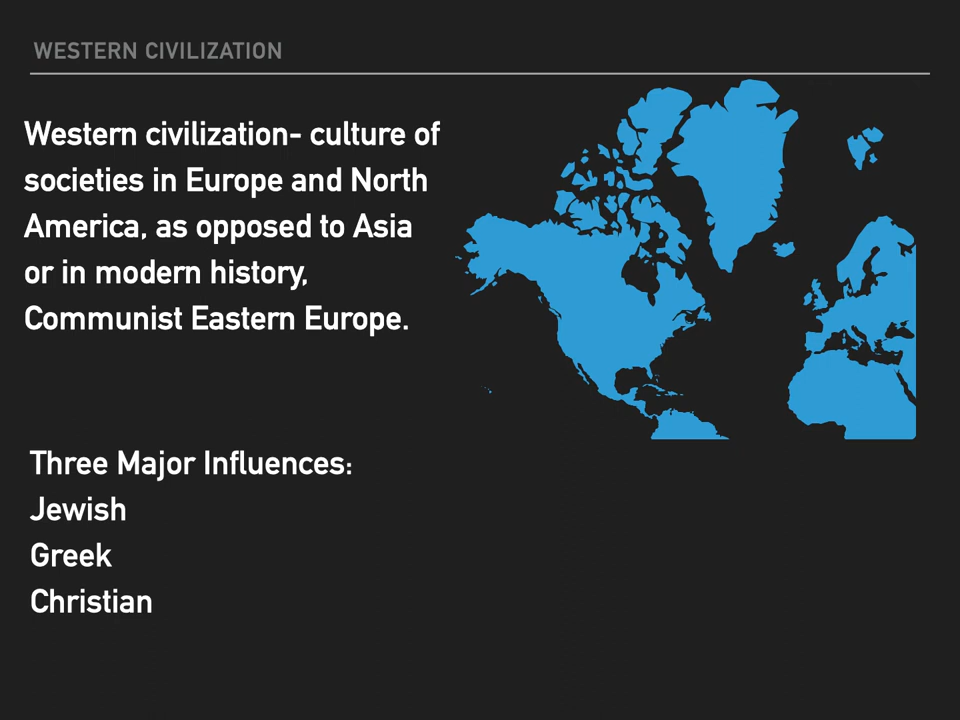 WESTERN CIVILIZATION
Western civilization- culture of
societies in Europe and North
America, as opposed to Asia
or in modern history,
Communist Eastern Europe.
Three Major Influences:
Jewish
Greek
Christian